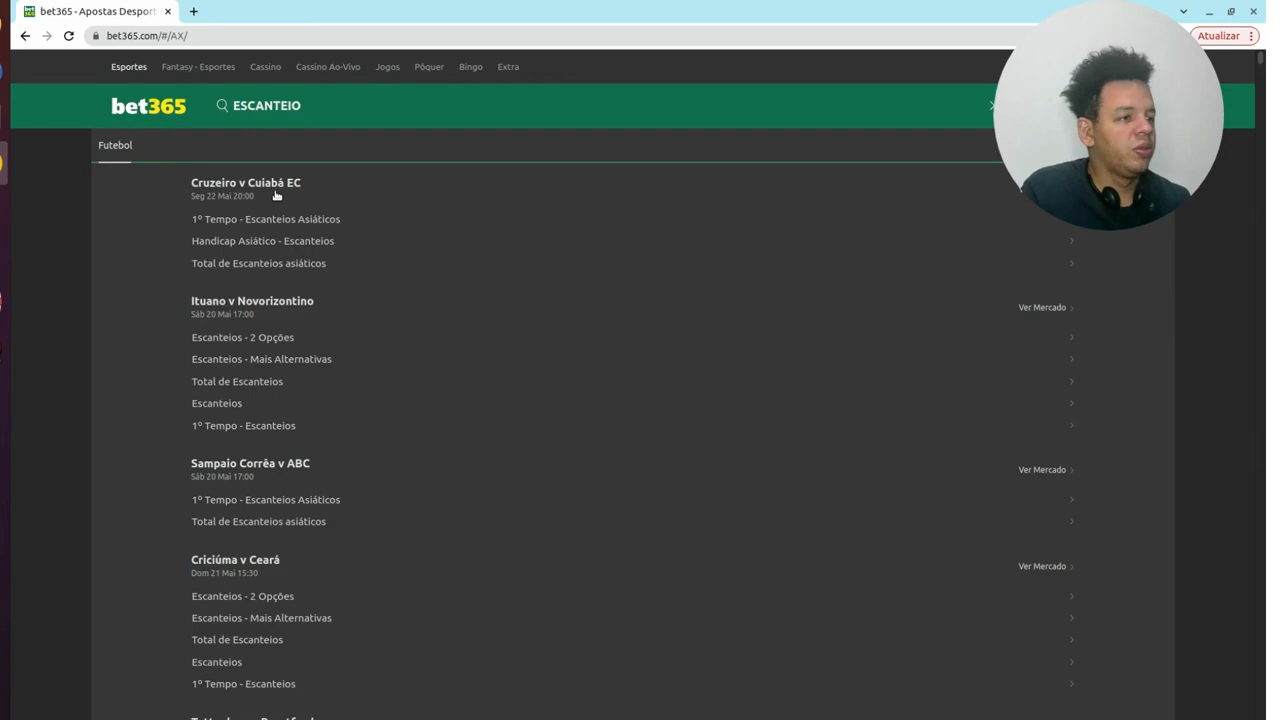 bet365 - Apostas Desport
bet365.com/#/AX/
Atualizar
Esportes Fantasy - Esportes Cassino Cassino Ao-Vivo Jogos Pôquer Bingo Extra
bet365 ESCANTEIO
Futebol
Cruzeiro v Cuiabá EC
Seg 22 Mai 20:00
1º Tempo - Escanteios Asiáticos
Handicap Asiático - Escanteios
Total de Escanteios asiáticos
Ituano v Novorizontino
Sáb 20 Mai 17:00
Ver Mercado
Escanteios - 2 Opções
Escanteios - Mais Alternativas
Total de Escanteios
Escanteios
1º Tempo - Escanteios
Sampaio Corrêa v ABC
Sáb 20 Mai 17:00
Ver Mercado
1º Tempo - Escanteios Asiáticos
Total de Escanteios asiáticos
Criciúma v Ceará
Dom 21 Mai 15:30
Ver Mercado
Escanteios - 2 Opções
Escanteios - Mais Alternativas
Total de Escanteios
Escanteios
1º Tempo - Escanteios